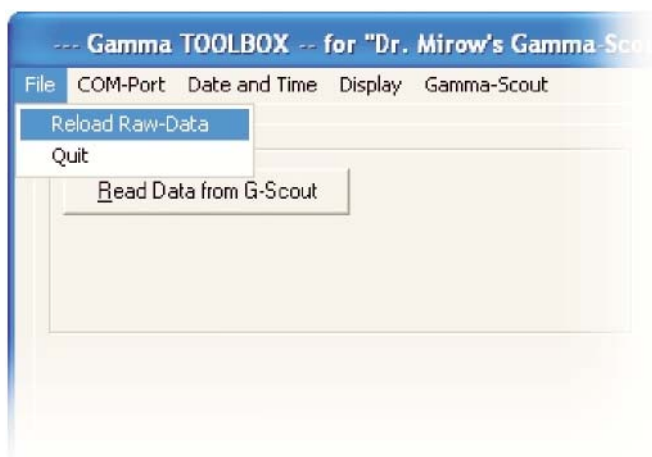 --- Gamma TOOLBOX -- for "Dr. Mirow's Gamma-Scou
File COM-Port Date and Time Display Gamma-Scout
Reload Raw-Data
Quit
Read Data from G-Scout